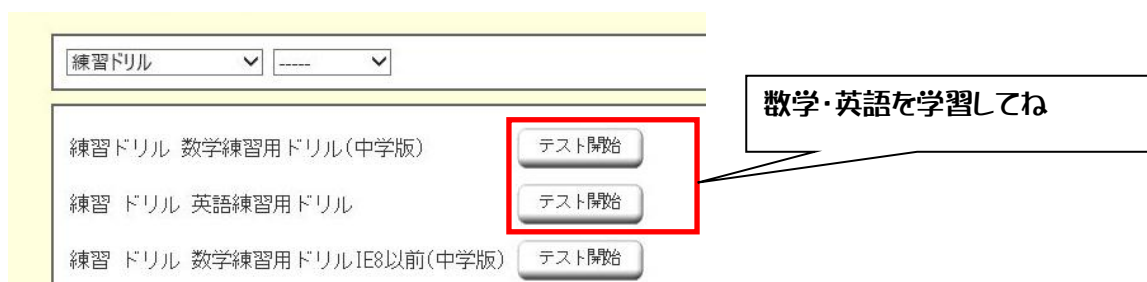 練習ドリル -----
数学・英語を学習してね
練習ドリル 数学練習用ドリル(中学版) テスト開始
練習 ドリル 英語練習用ドリル テスト開始
練習 ドリル 数学練習用ドリルIE8以前(中学版) テスト開始